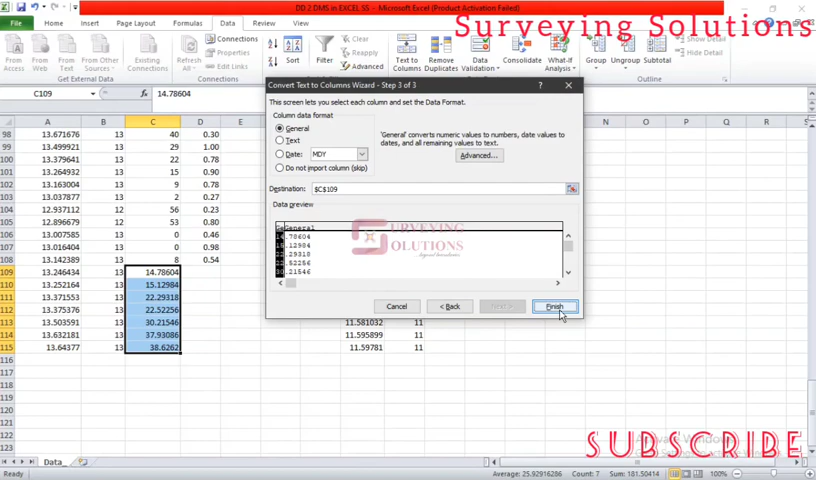 DD 2 DMS in EXCEL SS - Microsoft Excel (Product Activation Failed)
Surveying Solutions
File
Home
Insert
Page Layout
Formulas
Data
Review
View
From Access
From Web
From Text
From Other Sources
Existing Connections
Get External Data
Refresh All
Connections
Properties
Edit Links
Connections
Sort
Filter
Clear
Reapply
Advanced
Sort & Filter
Text to Columns
Remove Duplicates
Data Validation
Consolidate
What-If Analysis
Group
Ungroup
Subtotal
Show Detail
Hide Detail
Outline
C109
14.78604
Convert Text to Columns Wizard - Step 3 of 3
This screen lets you select each column and set the Data Format.
Column data format
General
Text
Date: MDY
Do not import column (skip)
'General' converts numeric values to numbers, date values to dates, and all remaining values to text.
Advanced...
Destination: $C$109
Data preview
General
14.78604
15.12984
22.29318
22.52256
30.21546
SURVEYING SOLUTIONS
...beyond boundaries
Cancel
< Back
Next >
Finish
A B C D E N O P Q R
98 13.671676 13 40 0.30
99 13.499921 13 29 1.00
100 13.379641 13 22 0.78
101 13.264932 13 15 0.90
102 13.163004 13 9 0.78
103 13.037877 13 2 0.27
104 12.937112 12 56 0.23
105 12.896679 12 53 0.80
106 13.007585 13 0 0.46
107 13.016404 13 0 0.98
108 13.142389 13 8 0.54
109 13.246434 13 14.78604
110 13.252164 13 15.12984
111 13.371553 13 22.29318
112 13.375376 13 22.52256
113 13.503591 13 30.21546 11.581032 11
114 13.632181 13 37.93086 11.595899 11
115 13.64377 13 38.6262 11.59781 11
116
117
118
119
120
121
122
123
SUBSCRIBE
Activate Windows
Data_
Ready
Average: 25.92916286 Count: 7 Sum: 181.50414
100%